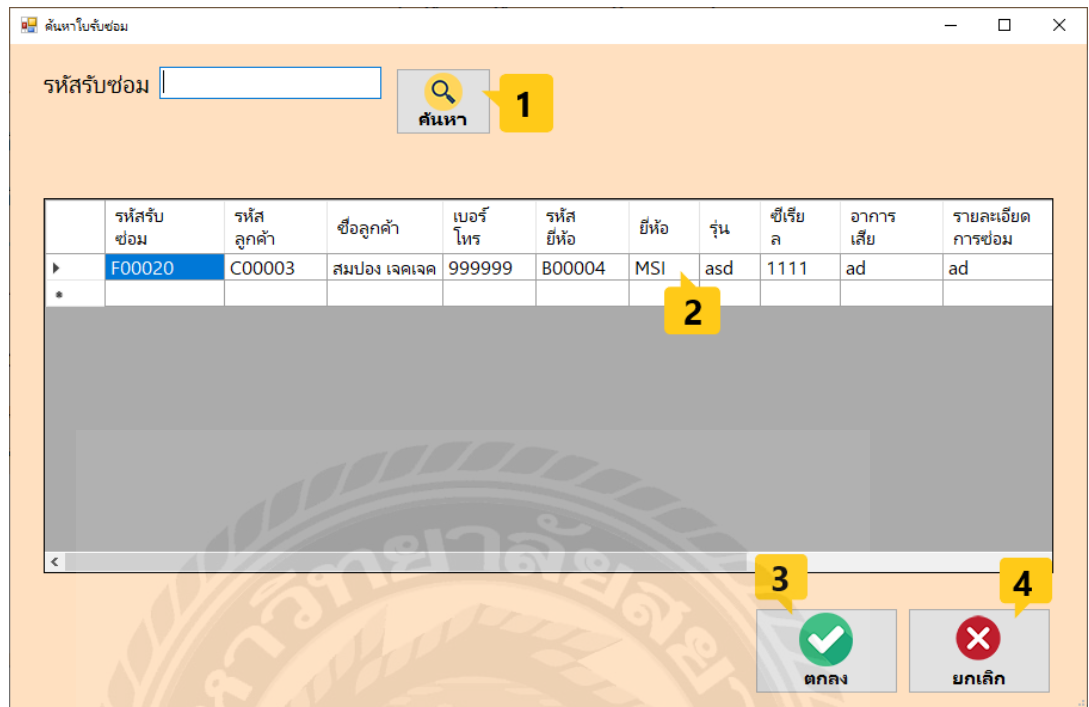 ค้นหาใบรับซ่อม
รหัสรับซ่อม
ค้นหา
1
รหัสรับ
ซ่อม
รหัส
ลูกค้า
ชื่อลูกค้า
เบอร์
โทร
รหัส
ยี่ห้อ
ยี่ห้อ
รุ่น
ซีเรีย
ล
อาการ
เสีย
รายละเอียด
การซ่อม
F00020 C00003 สมปอง เจคเจค 999999 B00004 MSI asd 1111 ad ad
2
3
4
ตกลง
ยกเลิก